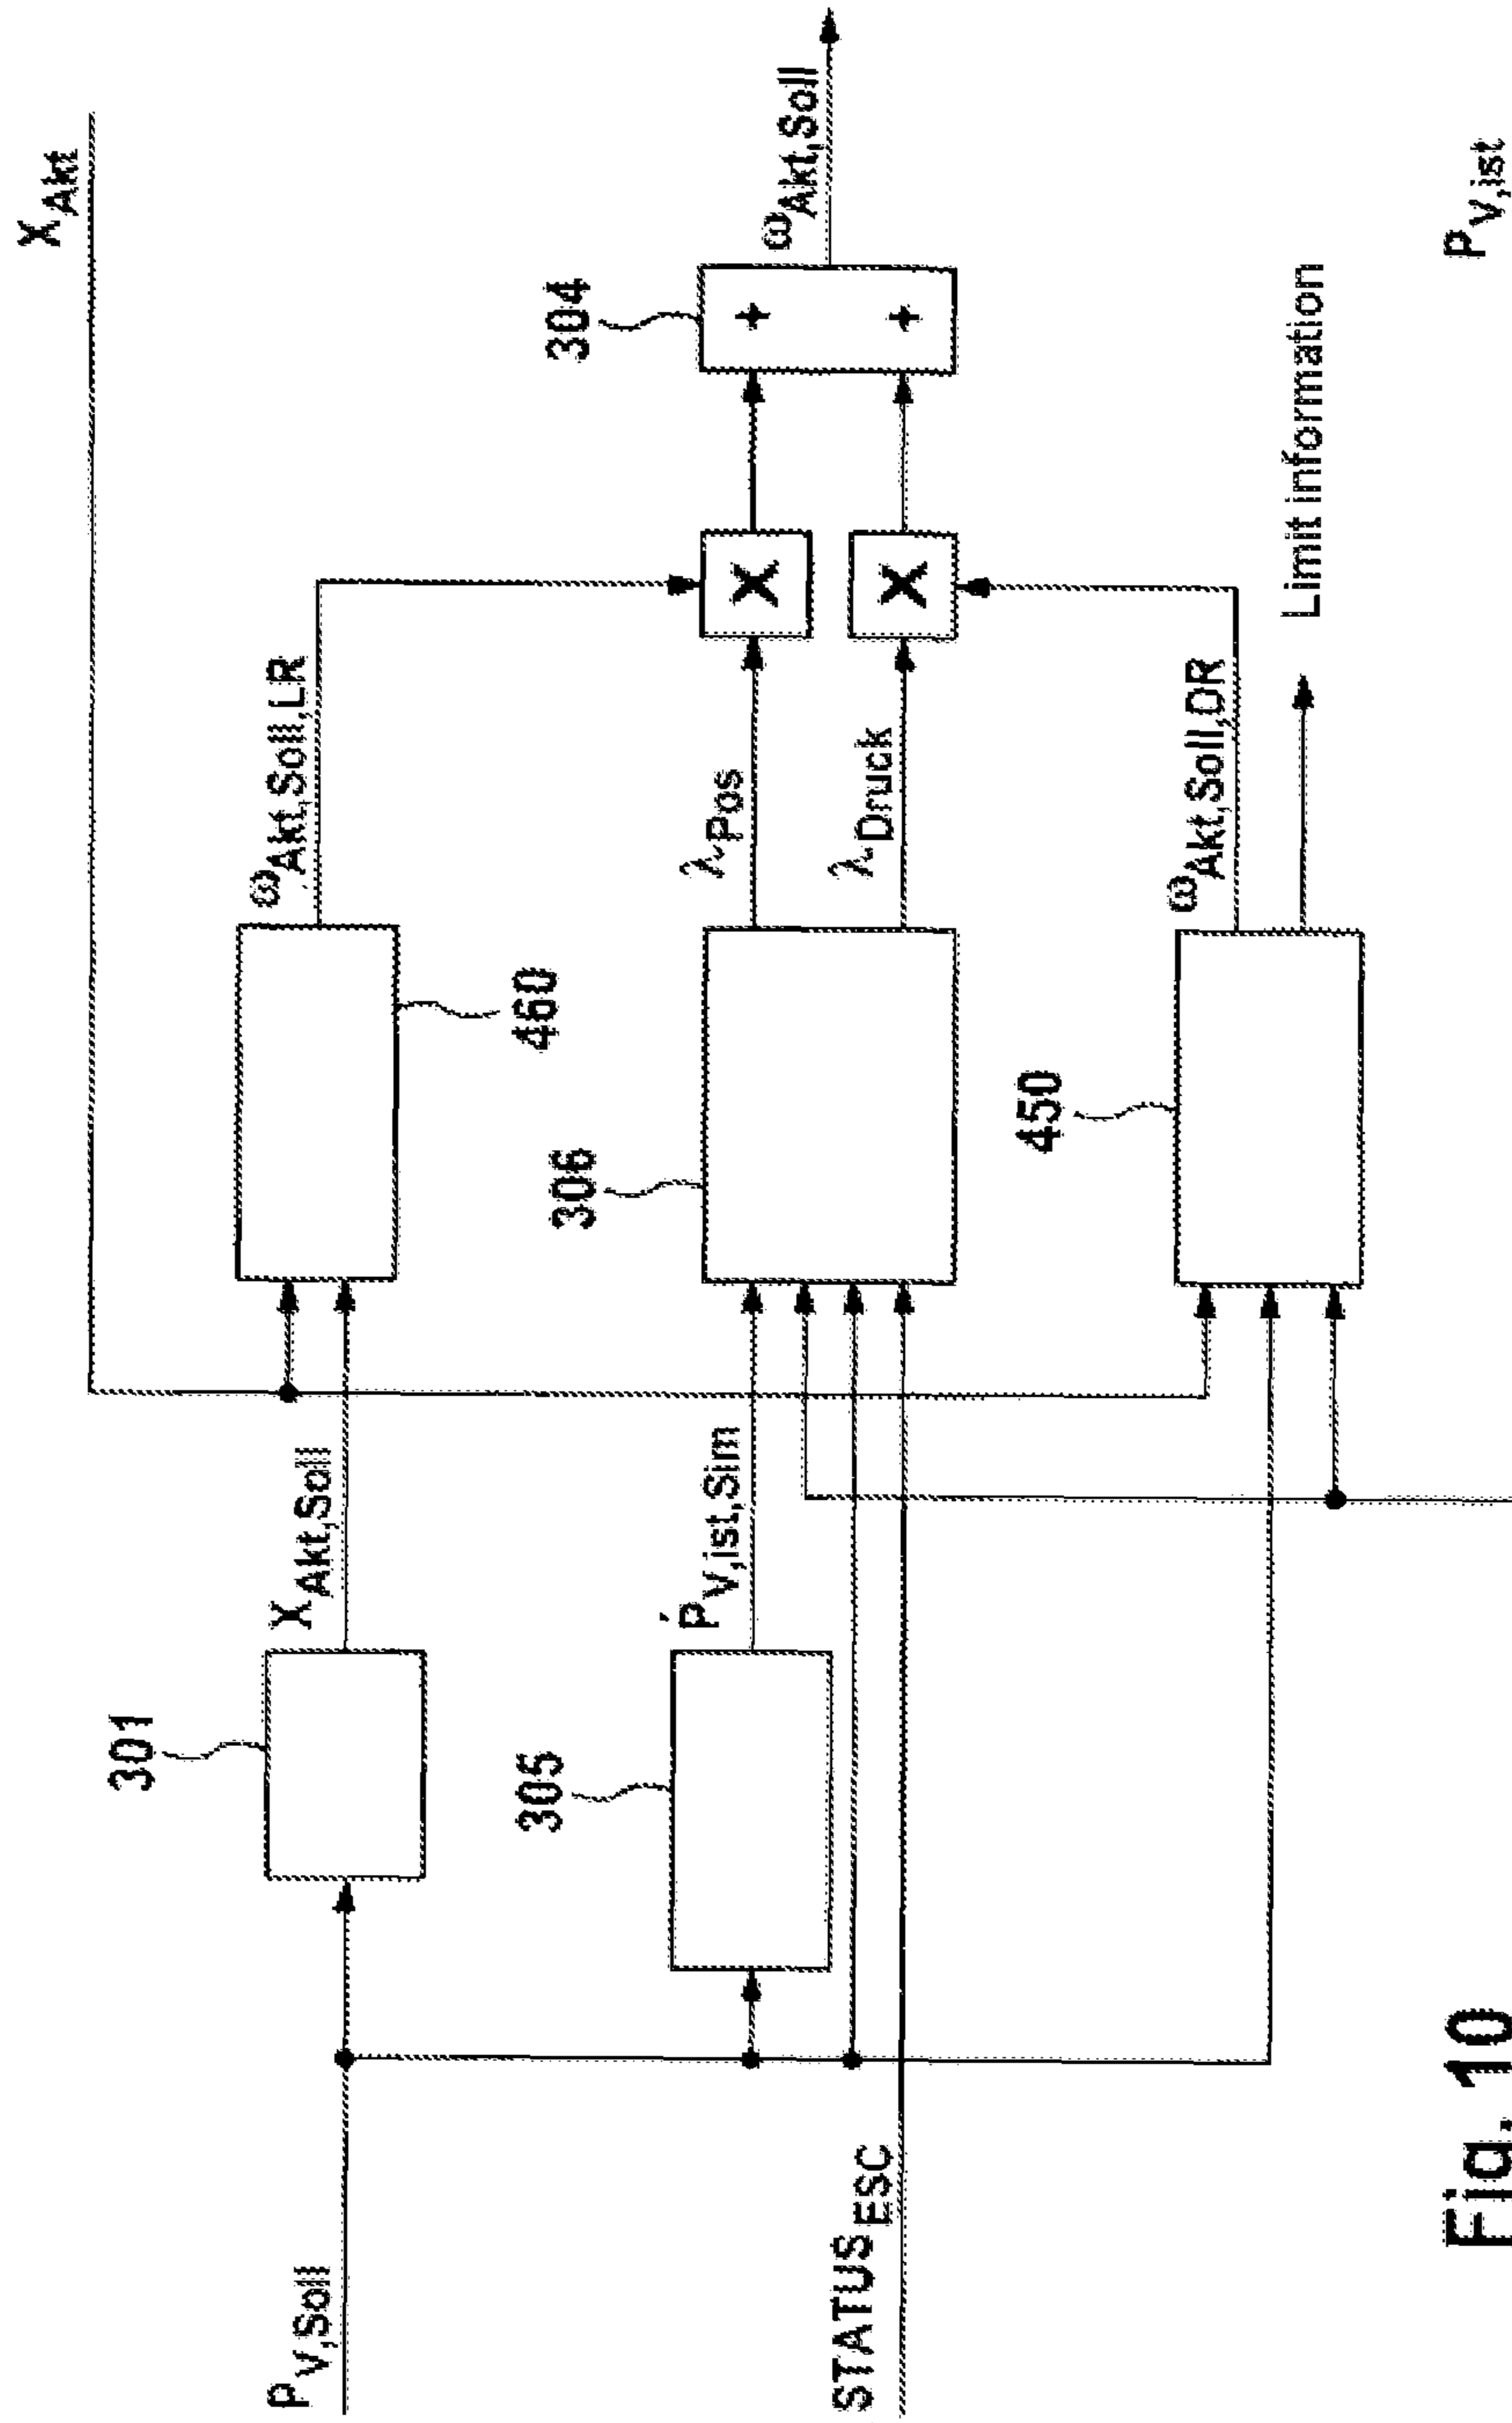 X_Akt
ω_Akt,Soll,LR
ω_Akt,Soll
304
+
+
460
301
X_Akt,Soll
P_V,Soll
λ_Pos
X
306
305
Ṗ_V,ist,Sim
λ_Druck
X
STATUS_ESC
450
ω_Akt,Soll,DR
Limit information
P_V,ist
Fig. 10